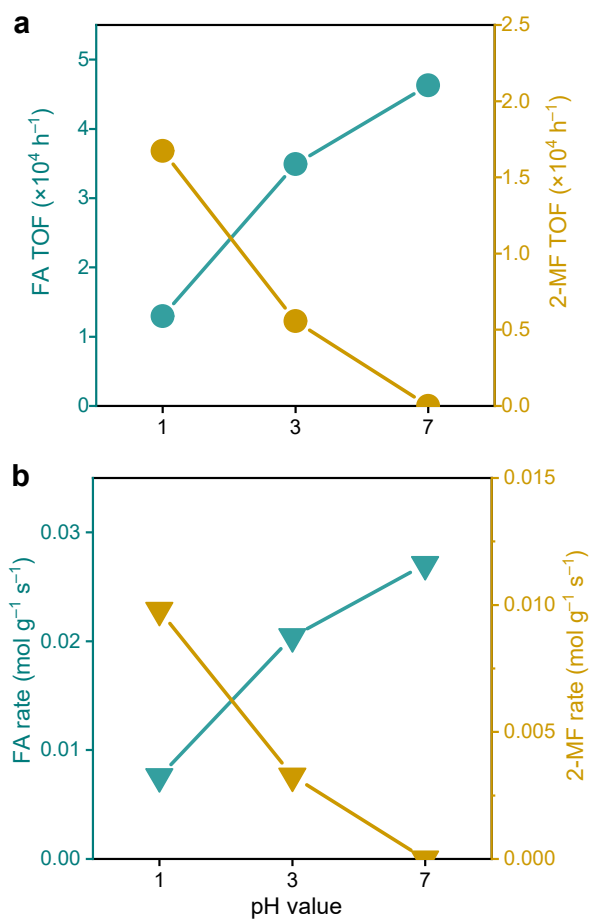 a
FA TOF (×10⁴ h⁻¹)
5
4
3
2
1
0
2.5
2.0
1.5
1.0
0.5
0.0
2-MF TOF (×10⁴ h⁻¹)
1 3 7
b
FA rate (mol g⁻¹ s⁻¹)
0.03
0.02
0.01
0.00
0.015
0.010
0.005
0.000
2-MF rate (mol g⁻¹ s⁻¹)
1 3 7
pH value